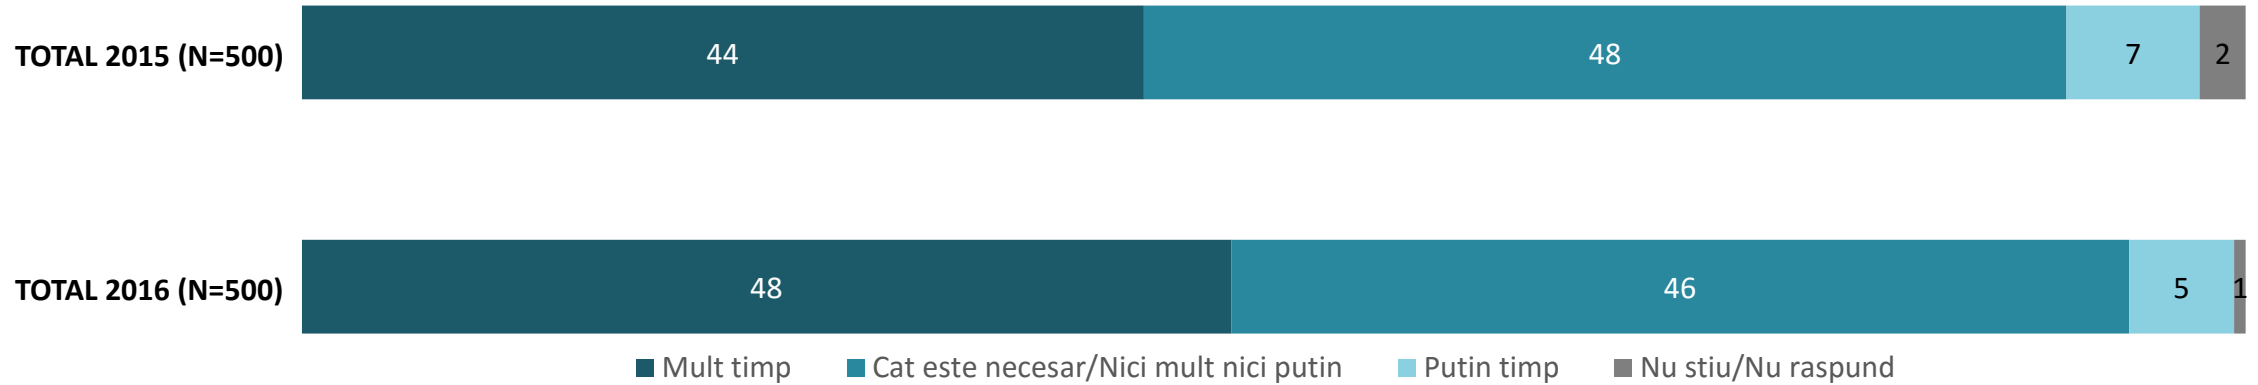 TOTAL 2015 (N=500) 44 48 7 2
TOTAL 2016 (N=500) 48 46 5 1
Mult timp Cat este necesar/Nici mult nici putin Putin timp Nu stiu/Nu raspund